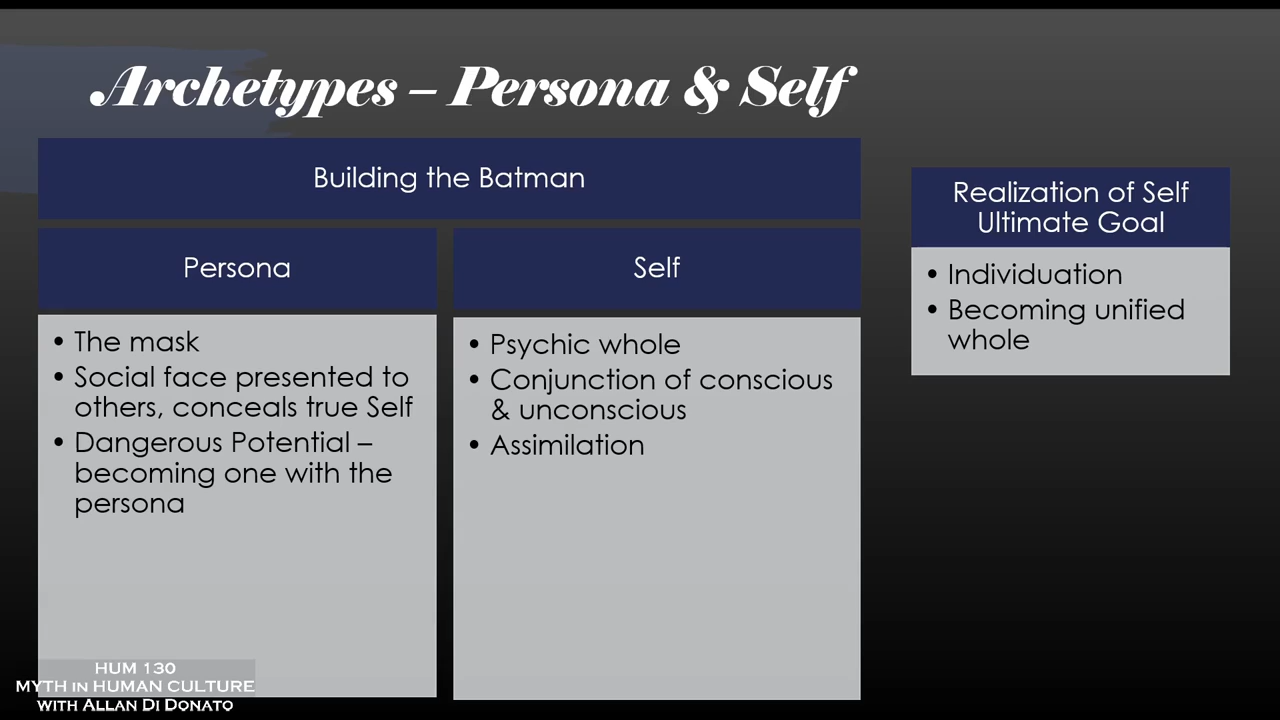 Archetypes – Persona & Self
Building the Batman
Persona
• The mask
• Social face presented to
others, conceals true Self
• Dangerous Potential –
becoming one with the
persona
Self
• Psychic whole
• Conjunction of conscious
& unconscious
• Assimilation
Realization of Self
Ultimate Goal
• Individuation
• Becoming unified
whole
HUM 130
MYTH IN HUMAN CULTURE
WITH ALLAN DI DONATO